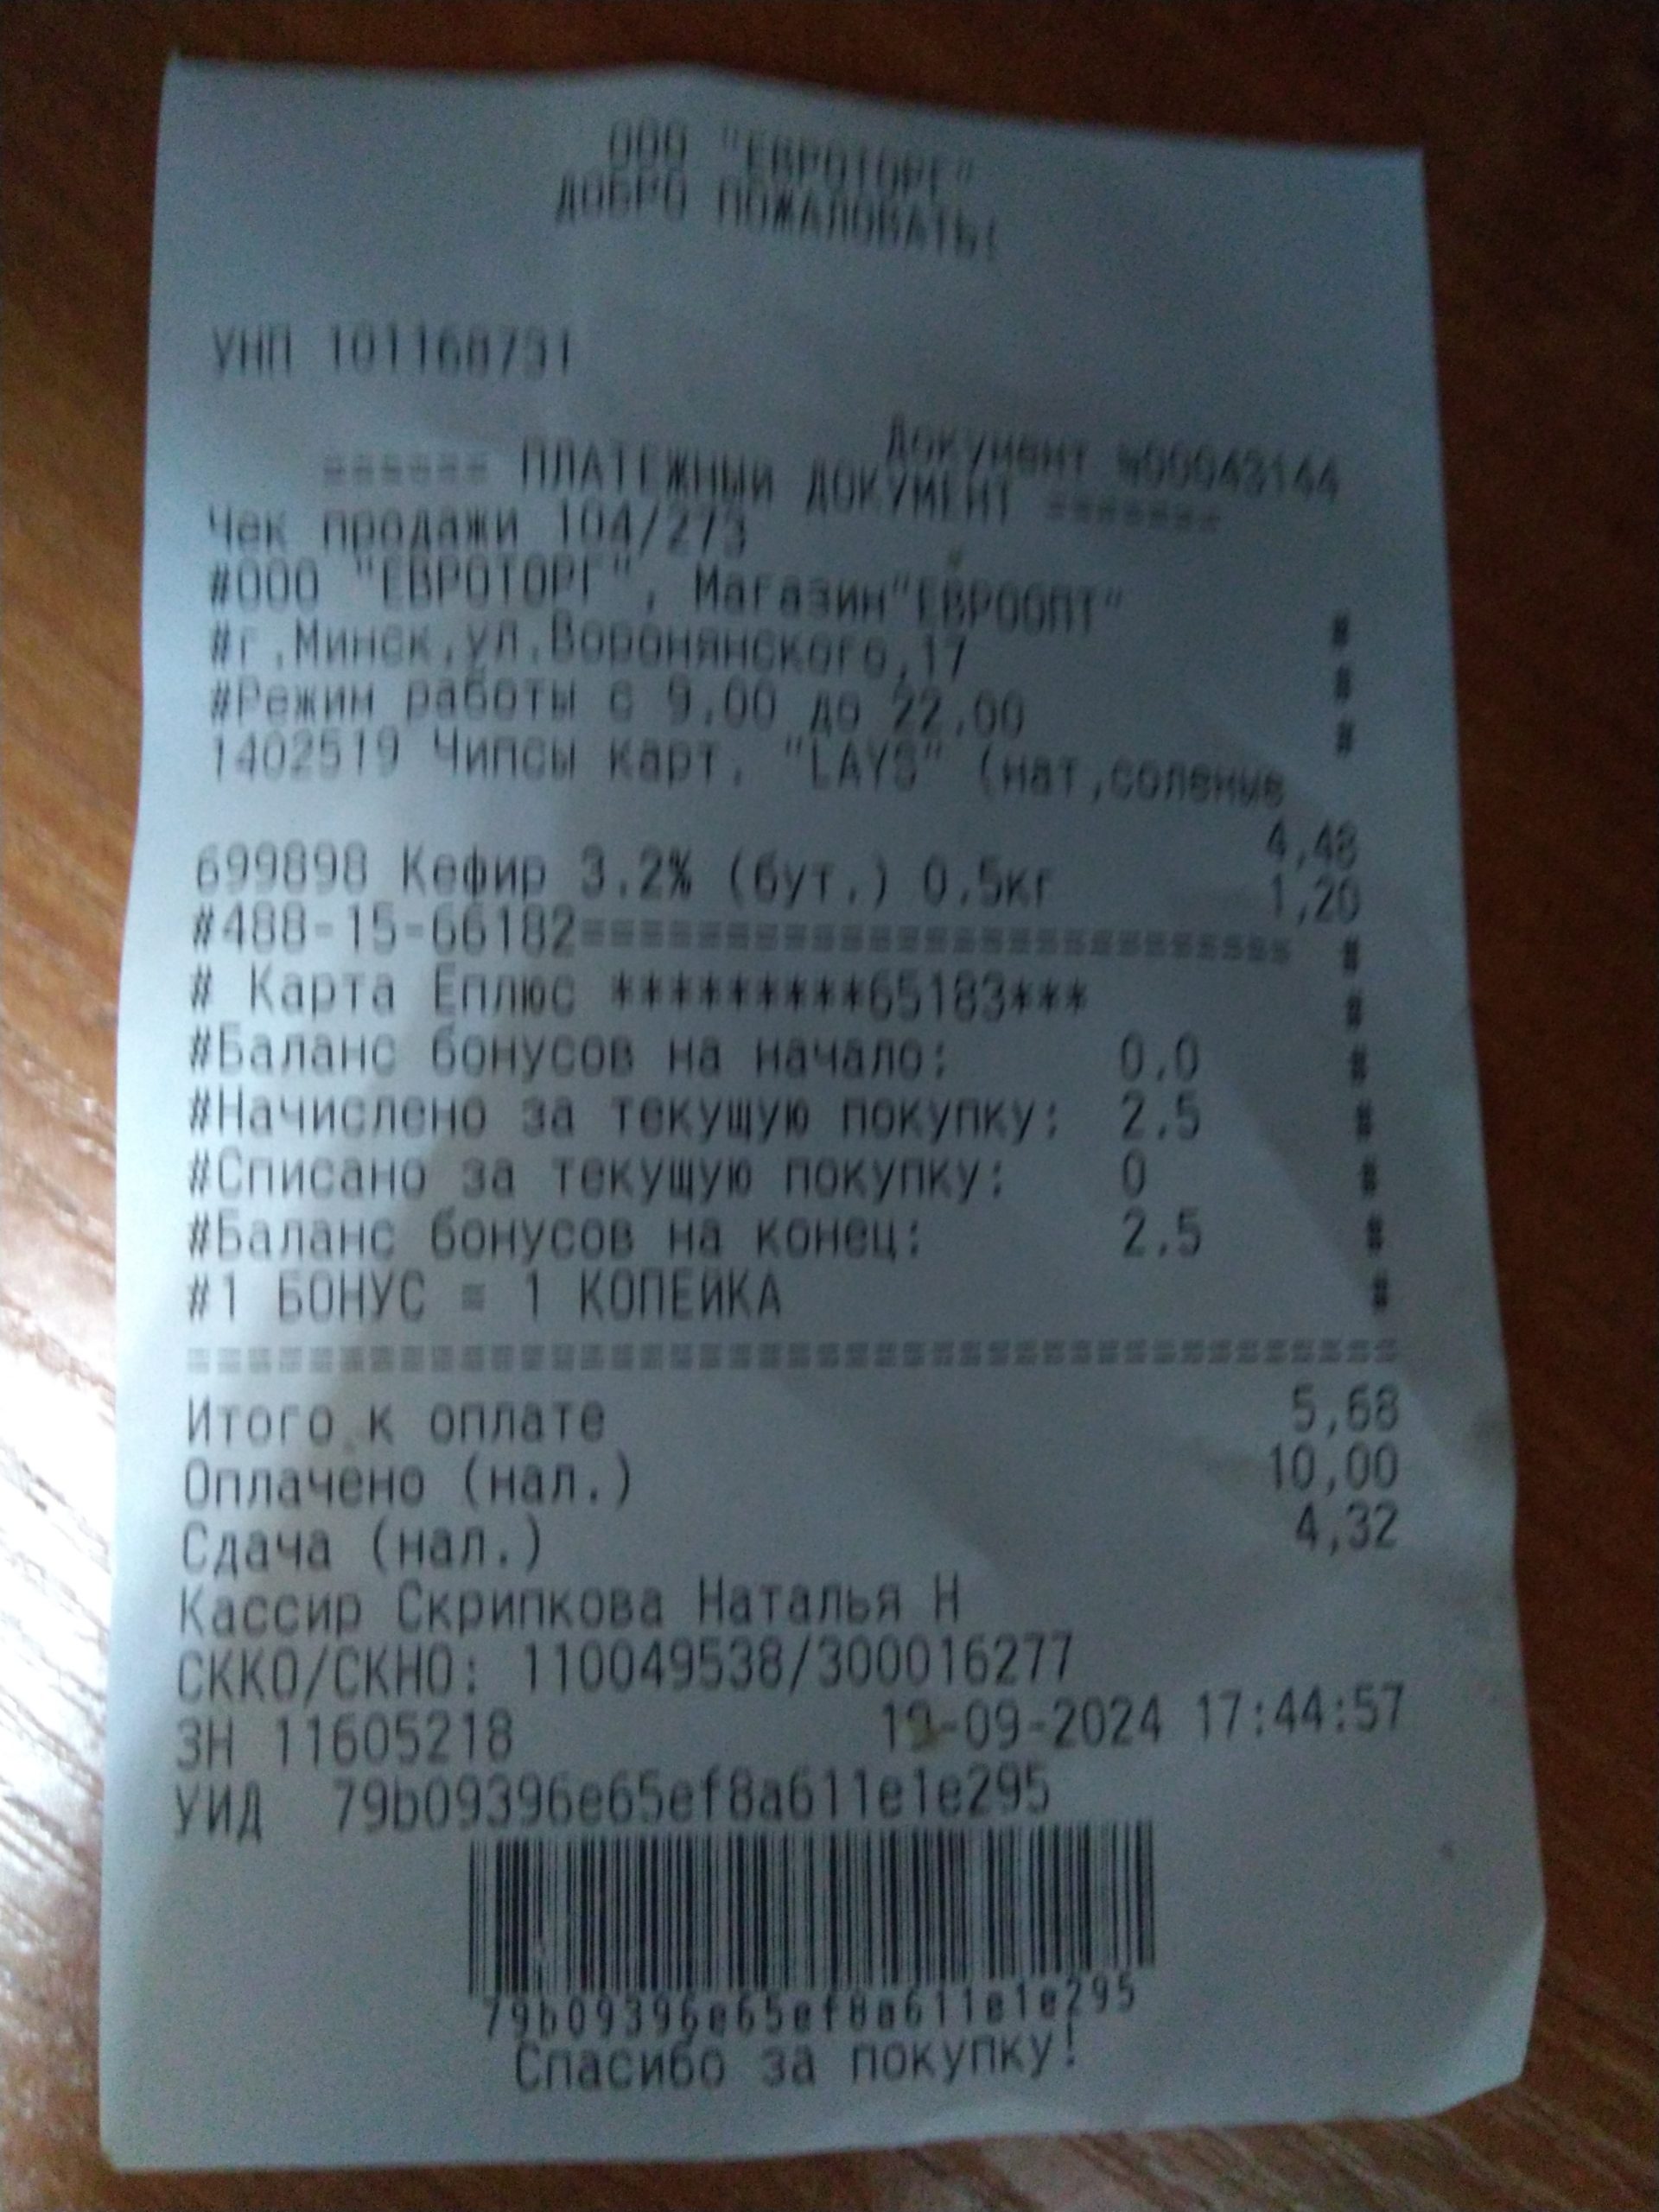 ООО "ЕВРОТОРГ"
ДОБРО ПОЖАЛОВАТЬ!
УНП 101168731
Документ №00043144
====== ПЛАТЕЖНЫЙ ДОКУМЕНТ =======
Чек продажи 104/273
#ООО "ЕВРОТОРГ", Магазин"ЕВРООПТ" #
#г.Минск,ул.Воронянского,17 #
#Режим работы с 9.00 до 22.00 #
1402519 Чипсы карт. "LAYS" (нат,соленые
4,48
699898 Кефир 3.2% (бут.) 0.5кг 1,20
#488-15-66182========================== #
# Карта Еплюс *********65183*** #
#Баланс бонусов на начало: 0.0 #
#Начислено за текущую покупку: 2.5 #
#Списано за текущую покупку: 0 #
#Баланс бонусов на конец: 2.5 #
#1 БОНУС = 1 КОПЕЙКА #
==========================================
Итого к оплате 5,68
Оплачено (нал.) 10,00
Сдача (нал.) 4,32
Кассир Скрипкова Наталья Н
СККО/СКНО: 110049538/300016277
ЗН 11605218 19-09-2024 17:44:57
УИД 79b09396e65ef8a611e1e295
79b09396e65ef8a611e1e295
Спасибо за покупку!